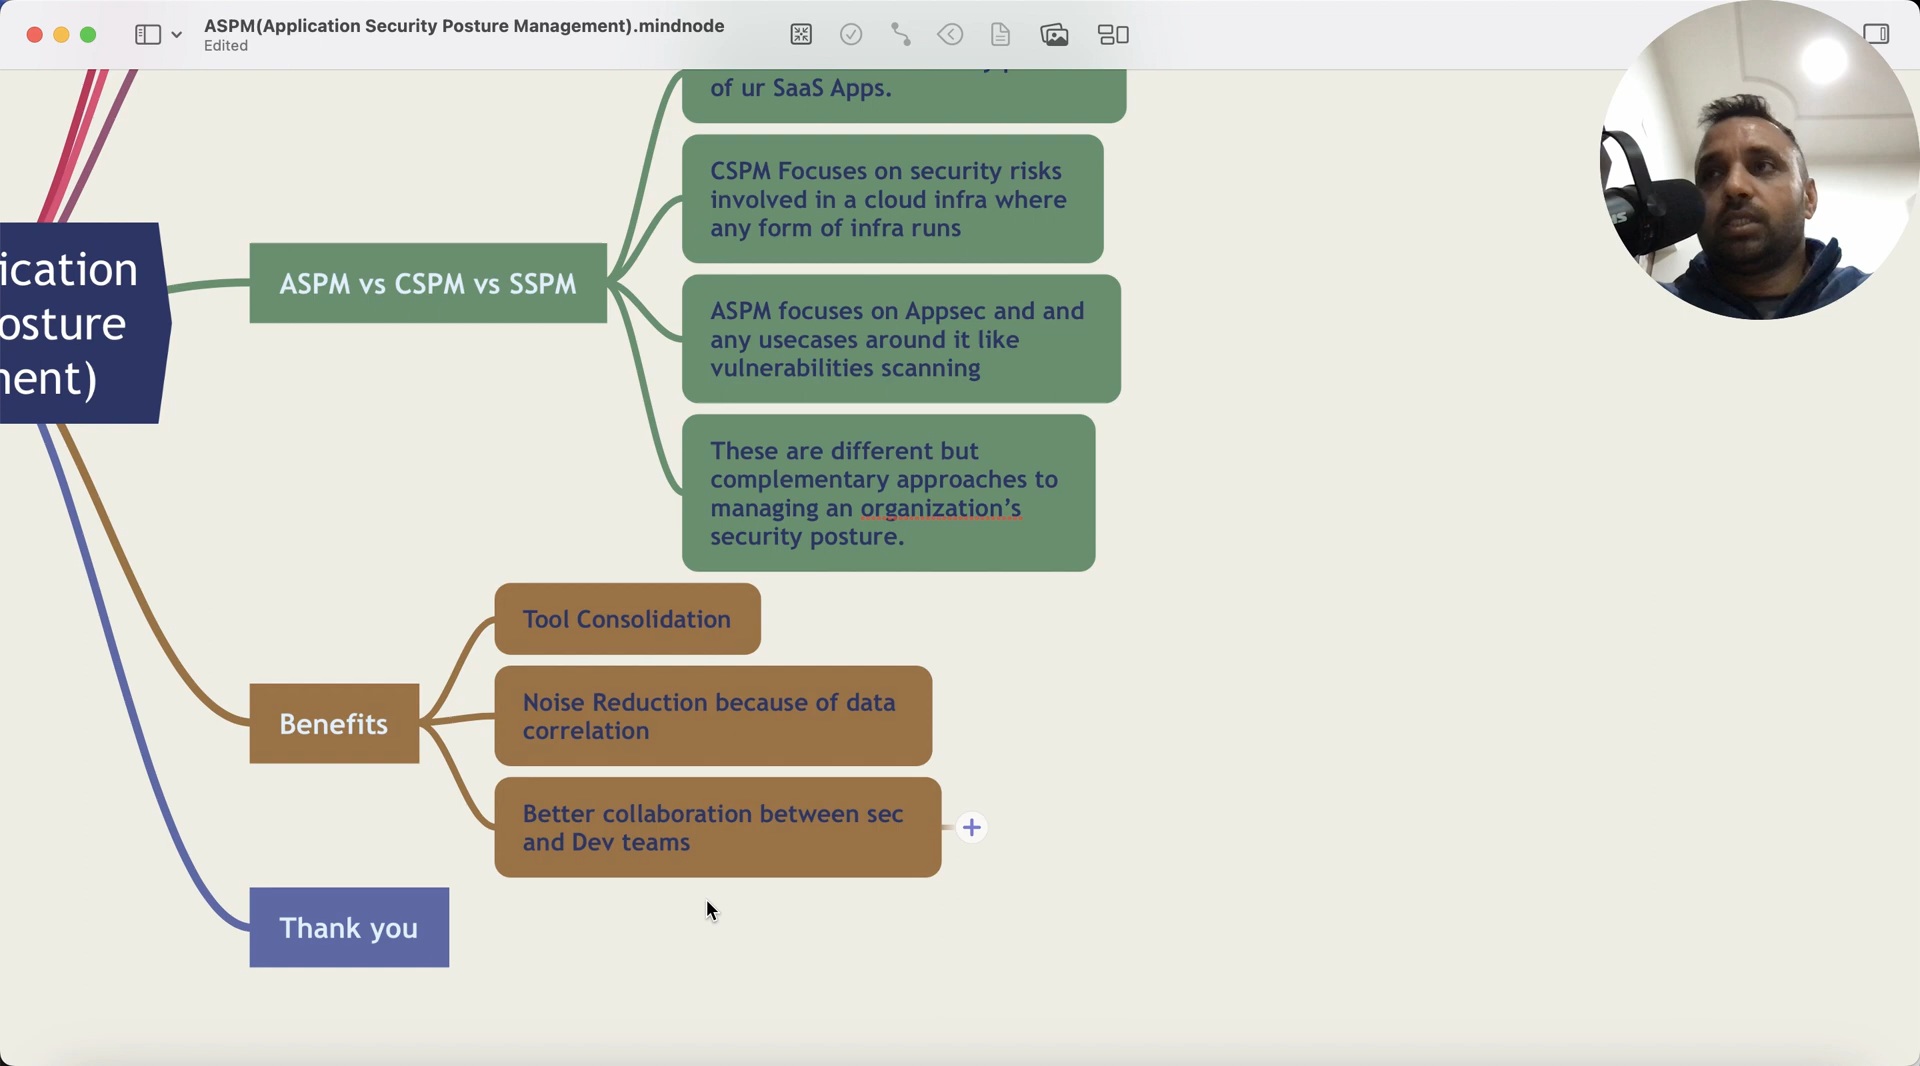 ASPM(Application Security Posture Management).mindnode
Edited
of ur SaaS Apps.
CSPM Focuses on security risks
involved in a cloud infra where
any form of infra runs
ication
osture
ment)
ASPM vs CSPM vs SSPM
ASPM focuses on Appsec and and
any usecases around it like
vulnerabilities scanning
These are different but
complementary approaches to
managing an organization’s
security posture.
Tool Consolidation
Noise Reduction because of data
correlation
Benefits
Better collaboration between sec
and Dev teams
Thank you